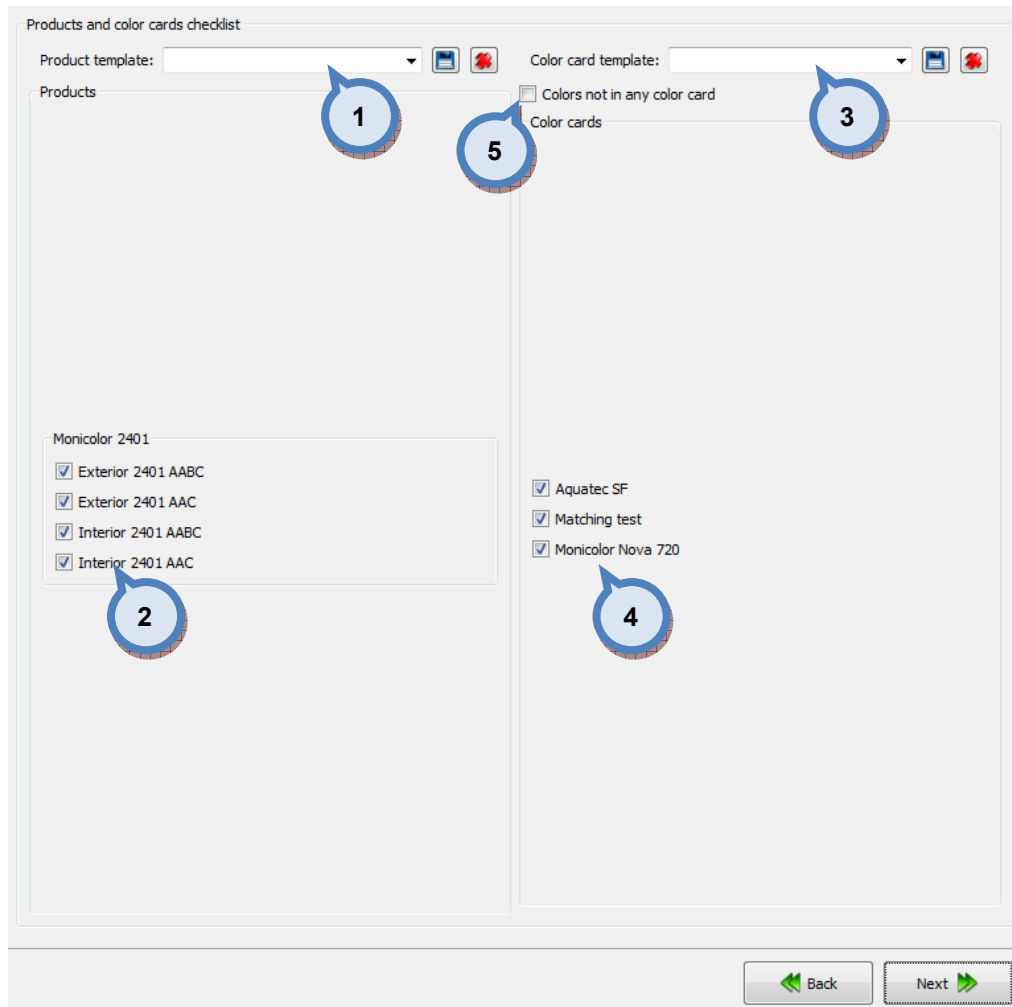 Products and color cards checklist
Product template:
Color card template:
Products
Colors not in any color card
Color cards
1
3
5
Monicolor 2401
Exterior 2401 AABC
Exterior 2401 AAC
Interior 2401 AABC
Interior 2401 AAC
Aquatec SF
Matching test
Monicolor Nova 720
2
4
Back
Next